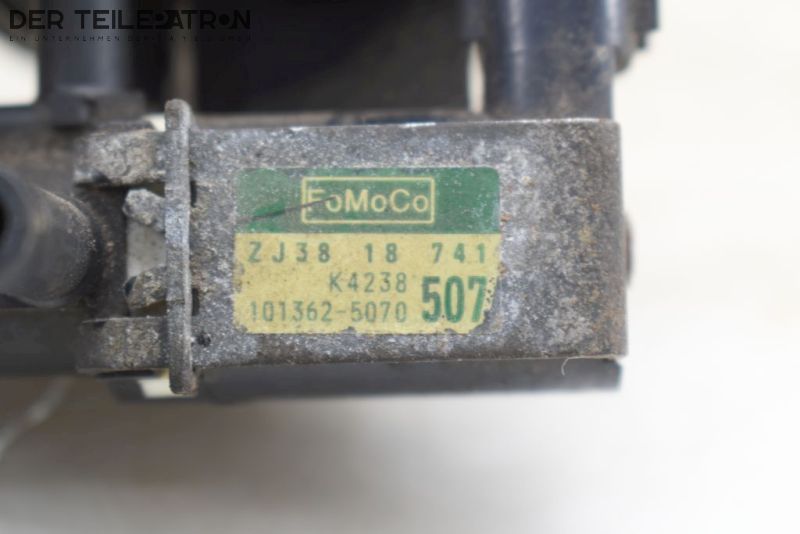 DER TEILEPATRON
FoMoCo
ZJ38 18 741
K4238
101362-5070 507